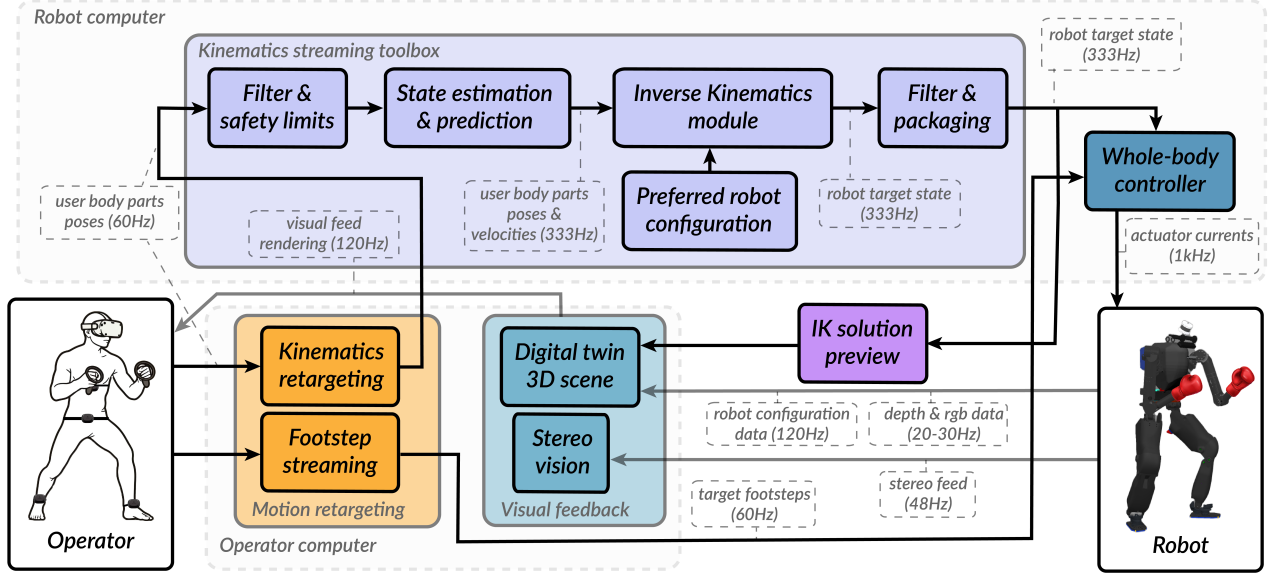 Robot computer
Kinematics streaming toolbox
robot target state
(333Hz)
Filter &
safety limits
State estimation
& prediction
Inverse Kinematics
module
Filter &
packaging
Whole-body
controller
user body parts
poses (60Hz)
visual feed
rendering (120Hz)
user body parts
poses &
velocities (333Hz)
Preferred robot
configuration
robot target state
(333Hz)
actuator currents
(1kHz)
Kinematics
retargeting
Footstep
streaming
Motion retargeting
Operator computer
Digital twin
3D scene
Stereo
vision
Visual feedback
IK solution
preview
robot configuration
data (120Hz)
depth & rgb data
(20-30Hz)
stereo feed
(48Hz)
target footsteps
(60Hz)
Operator
Robot